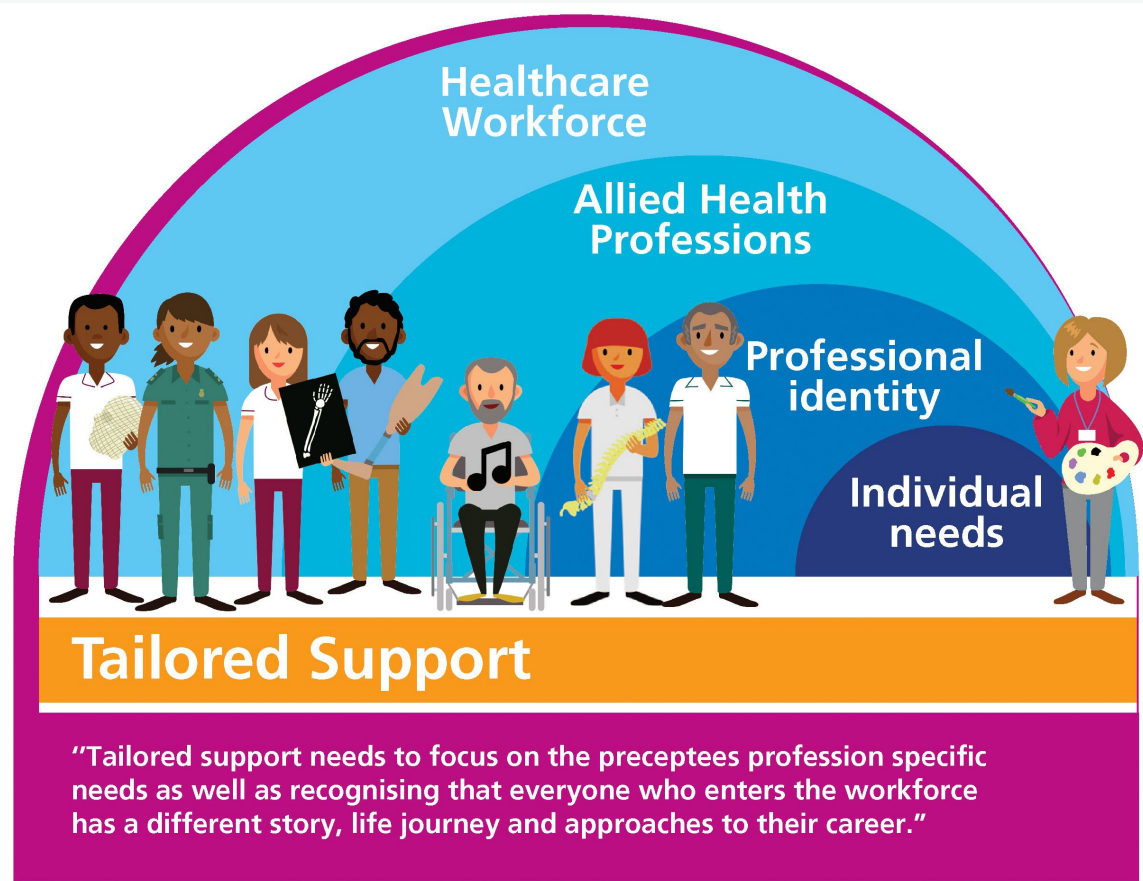 Healthcare
Workforce
Allied Health
Professions
Professional
identity
Individual
needs
Tailored Support
‘’Tailored support needs to focus on the preceptees profession specific
needs as well as recognising that everyone who enters the workforce
has a different story, life journey and approaches to their career.”